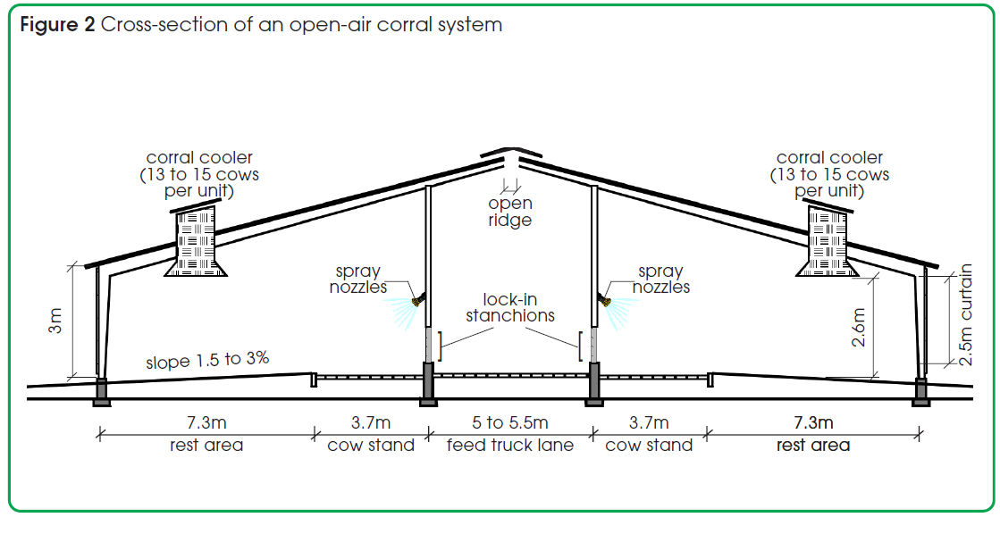 Figure 2 Cross-section of an open-air corral system
corral cooler
(13 to 15 cows
per unit)
corral cooler
(13 to 15 cows
per unit)
open
ridge
spray
nozzles
spray
nozzles
lock-in
stanchions
3m
2.6m
2.5m curtain
slope 1.5 to 3%
7.3m
rest area
3.7m
cow stand
5 to 5.5m
feed truck lane
3.7m
cow stand
7.3m
rest area